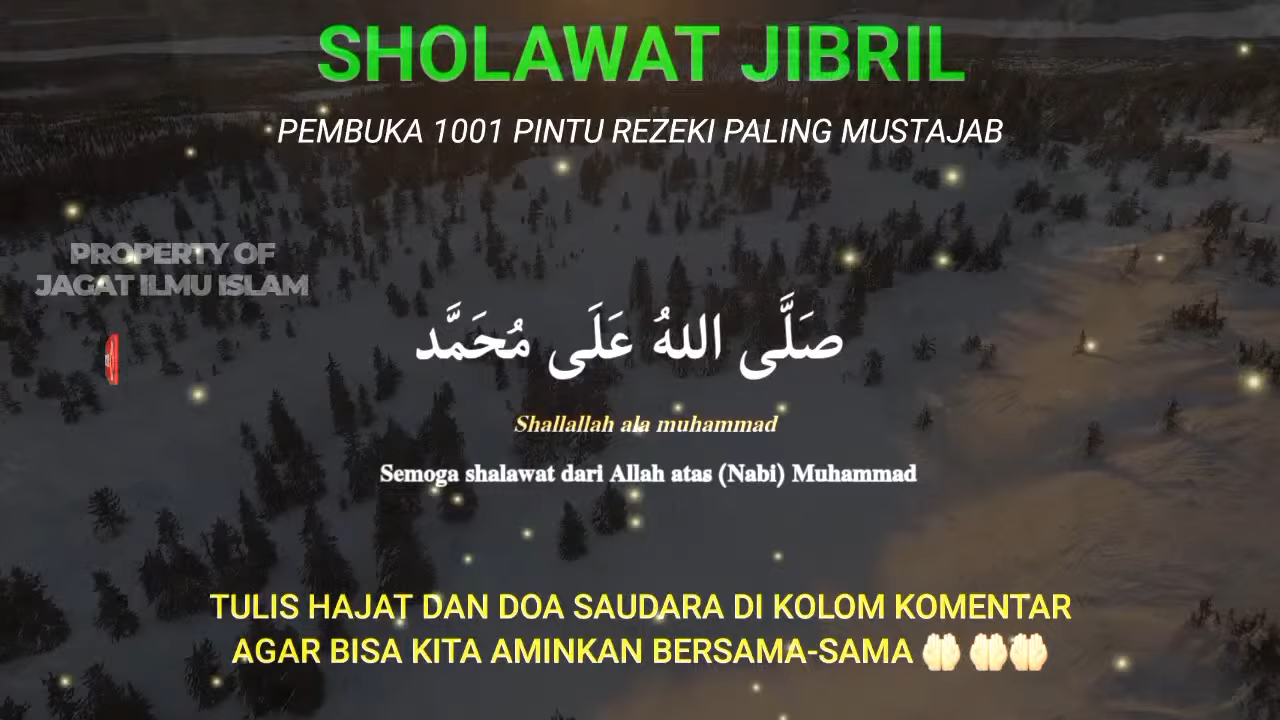 SHOLAWAT JIBRIL
PEMBUKA 1001 PINTU REZEKI PALING MUSTAJAB
PROPERTY OF
JAGAT ILMU ISLAM
صَلَّى اللهُ عَلَى مُحَمَّد
Shallallah ala muhammad
Semoga shalawat dari Allah atas (Nabi) Muhammad
TULIS HAJAT DAN DOA SAUDARA DI KOLOM KOMENTAR
AGAR BISA KITA AMINKAN BERSAMA-SAMA 🤲🏻 🤲🏻🤲🏻